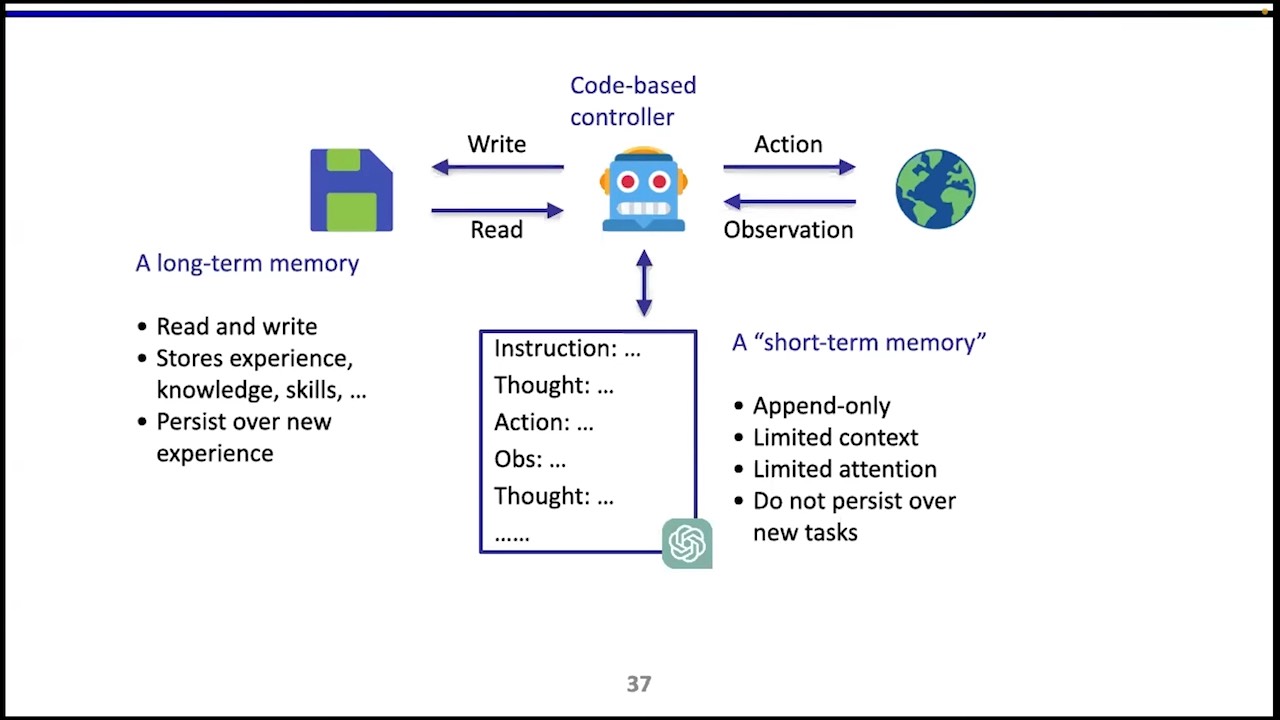 Code-based
controller
Write
Action
Read
Observation
A long-term memory
• Read and write
• Stores experience,
knowledge, skills, ...
• Persist over new
experience
Instruction: ...
Thought: ...
Action: ...
Obs: ...
Thought: ...
......
A “short-term memory”
• Append-only
• Limited context
• Limited attention
• Do not persist over
new tasks
37